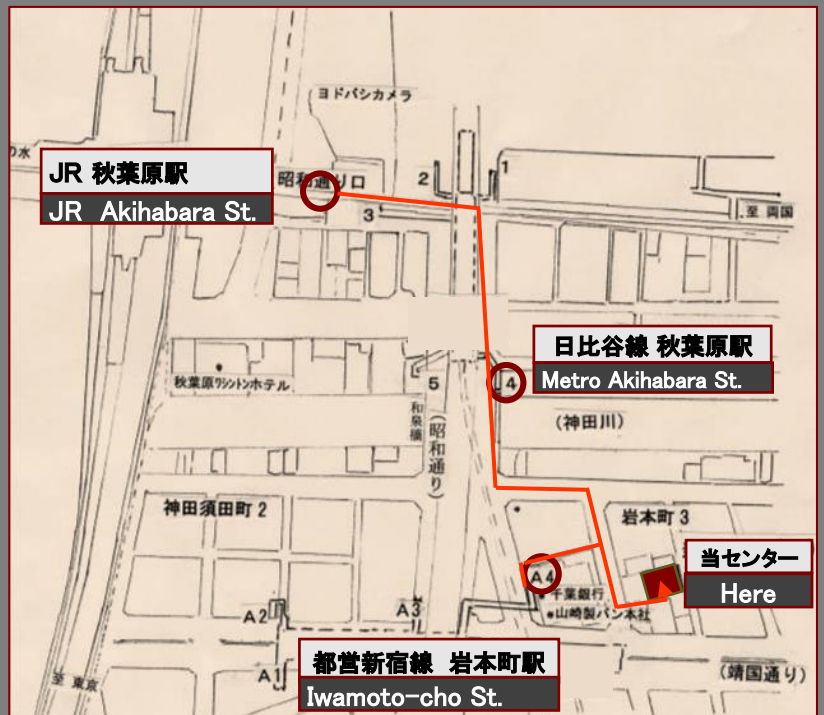 ヨドバシカメラ
の水
JR 秋葉原駅
JR Akihabara St.
昭和通り口
2
1
3
至 両国
日比谷線 秋葉原駅
Metro Akihabara St.
5
4
秋葉原ワシントンホテル
和泉橋
(昭和通り)
(神田川)
神田須田町 2
岩本町 3
当センター
Here
A4
千葉銀行
山崎製パン本社
A2
A3
都営新宿線 岩本町駅
Iwamoto-cho St.
A1
(靖国通り)
至 東京